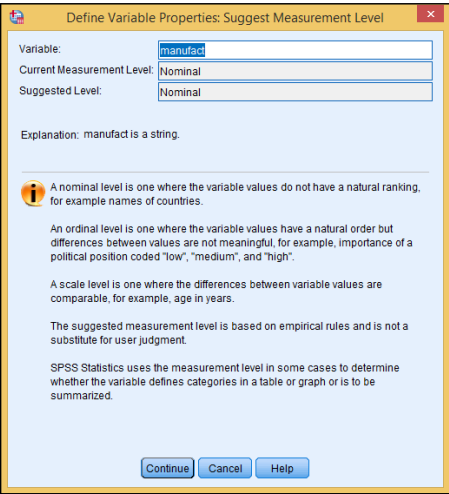 Define Variable Properties: Suggest Measurement Level
Variable: manufact
Current Measurement Level: Nominal
Suggested Level: Nominal
Explanation: manufact is a string.
A nominal level is one where the variable values do not have a natural ranking,
for example names of countries.
An ordinal level is one where the variable values have a natural order but
differences between values are not meaningful, for example, importance of a
political position coded "low", "medium", and "high".
A scale level is one where the differences between variable values are
comparable, for example, age in years.
The suggested measurement level is based on empirical rules and is not a
substitute for user judgment.
SPSS Statistics uses the measurement level in some cases to determine
whether the variable defines categories in a table or graph or is to be
summarized.
Continue Cancel Help